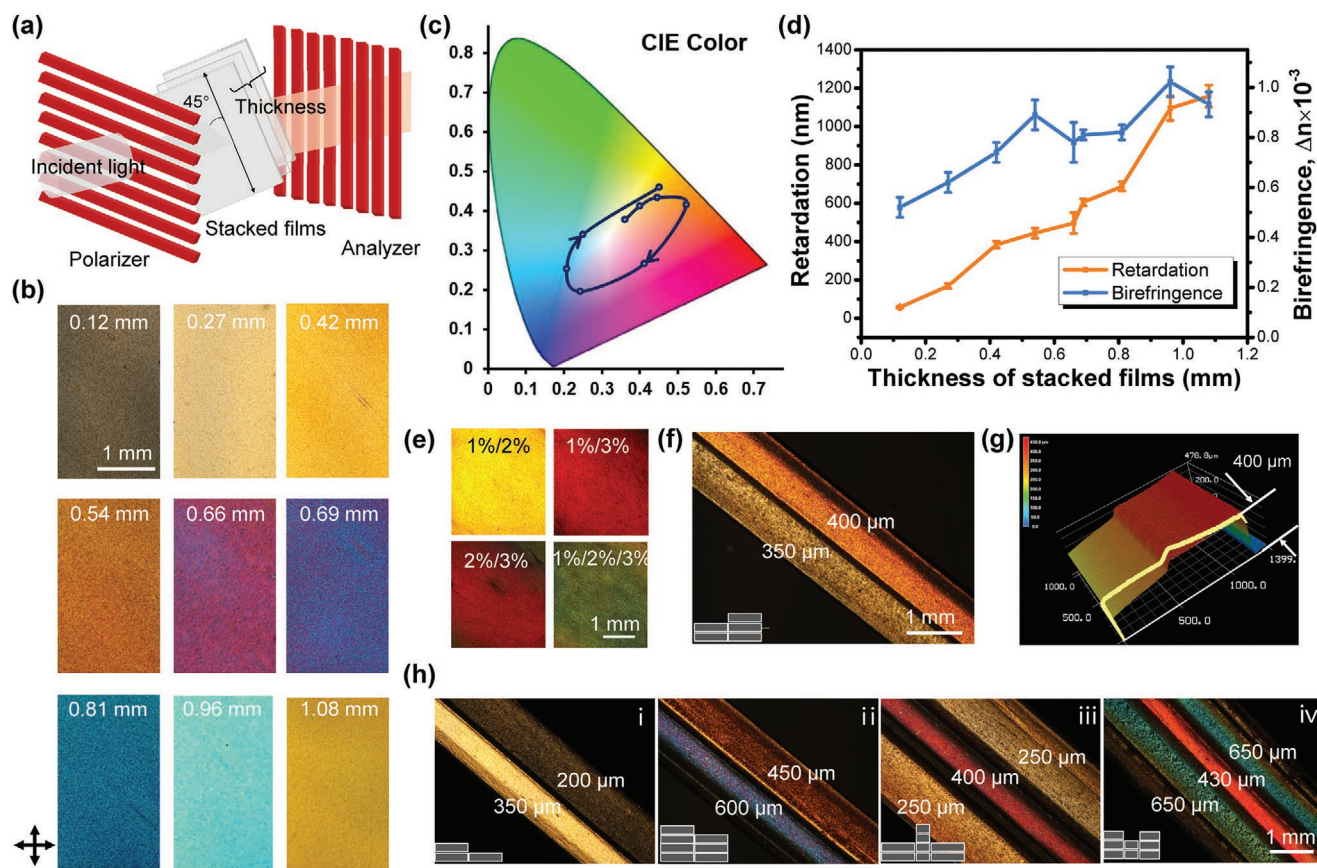 (a)
45°
Thickness
Incident light
Stacked films
Polarizer
Analyzer
(b)
0.12 mm
0.27 mm
0.42 mm
1 mm
0.54 mm
0.66 mm
0.69 mm
0.81 mm
0.96 mm
1.08 mm
(c)
CIE Color
0.8
0.7
0.6
0.5
0.4
0.3
0.2
0.1
0
0 0.1 0.2 0.3 0.4 0.5 0.6 0.7
(d)
1400
1200
1000
800
600
400
200
0
Retardation (nm)
Retardation
Birefringence
1.0
0.8
0.6
0.4
0.2
0.0
Birefringence, Δn×10⁻³
0.0 0.2 0.4 0.6 0.8 1.0 1.2
Thickness of stacked films (mm)
(e)
1%/2%
1%/3%
2%/3%
1%/2%/3%
1 mm
(f)
400 µm
350 µm
1 mm
(g)
400 µm
200.0
1399.
1000.0
1000.0
500.0
500.0
0.0
(h)
i
200 µm
350 µm
ii
450 µm
600 µm
iii
250 µm
400 µm
250 µm
iv
650 µm
430 µm
650 µm
1 mm